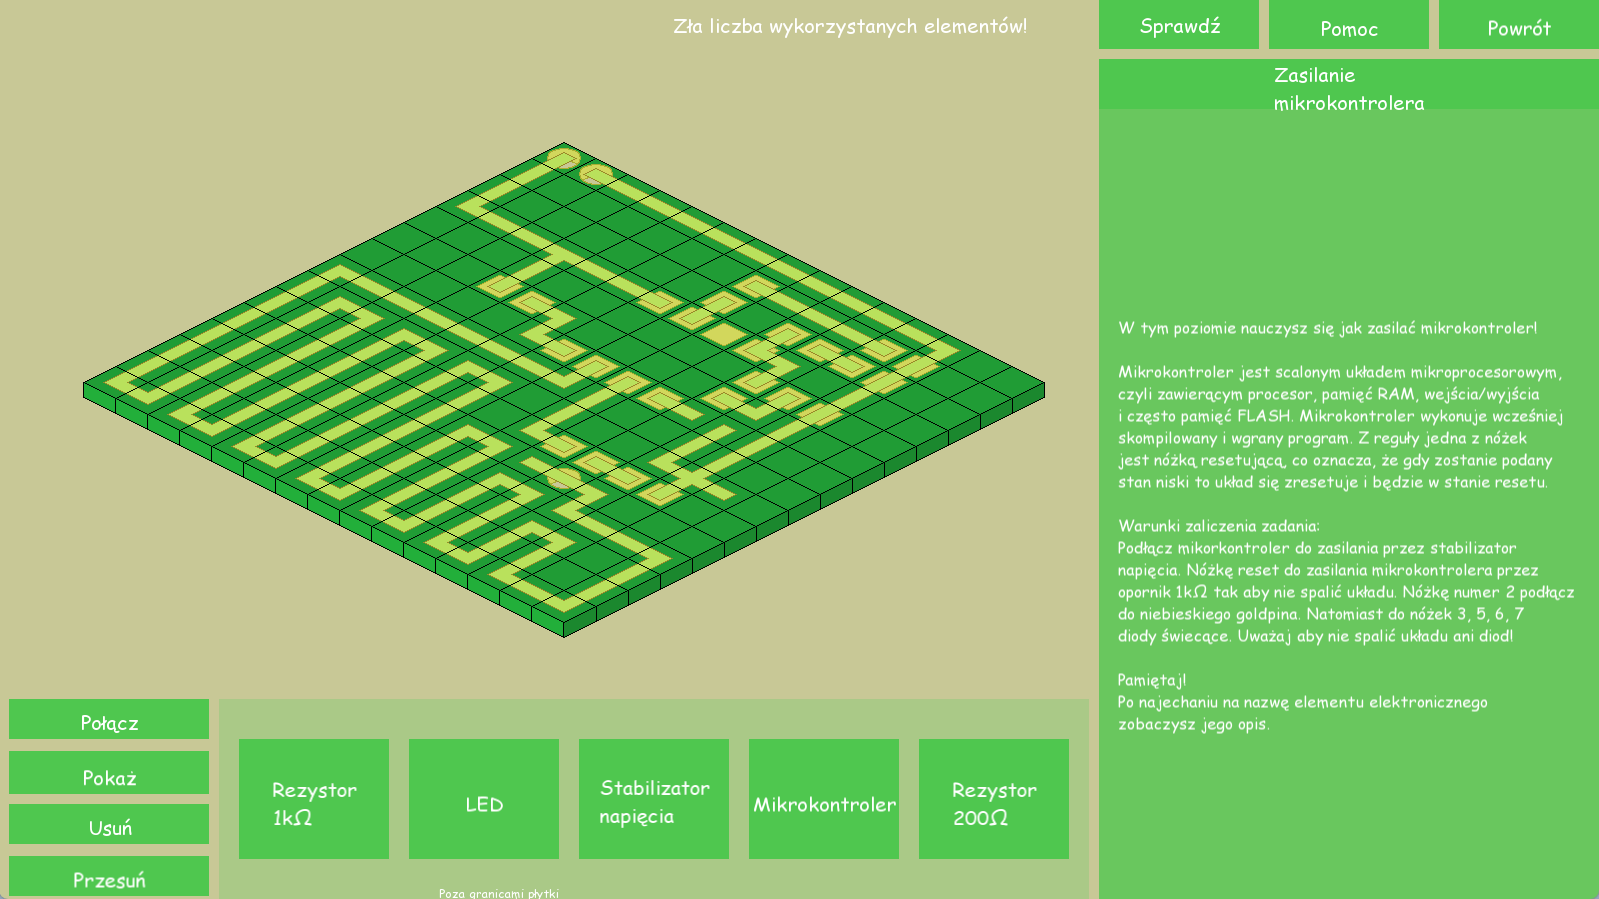 Zła liczba wykorzystanych elementów!
Sprawdź
Pomoc
Powrót
Zasilanie
mikrokontrolera
W tym poziomie nauczysz się jak zasilać mikrokontroler!
Mikrokontroler jest scalonym układem mikroprocesorowym,
czyli zawierącym procesor, pamięć RAM, wejścia/wyjścia
i często pamięć FLASH. Mikrokontroler wykonuje wcześniej
skompilowany i wgrany program. Z reguły jedna z nóżek
jest nóżką resetującą, co oznacza, że gdy zostanie podany
stan niski to układ się zresetuje i będzie w stanie resetu.
Warunki zaliczenia zadania:
Podłącz mikorkontroler do zasilania przez stabilizator
napięcia. Nóżkę reset do zasilania mikrokontrolera przez
opornik 1kΩ tak aby nie spalić układu. Nóżkę numer 2 podłącz
do niebieskiego goldpina. Natomiast do nóżek 3, 5, 6, 7
diody świecące. Uważaj aby nie spalić układu ani diod!
Pamiętaj!
Po najechaniu na nazwę elementu elektronicznego
zobaczysz jego opis.
Połącz
Pokaż
Usuń
Przesuń
Rezystor
1kΩ
LED
Stabilizator
napięcia
Mikrokontroler
Rezystor
200Ω
Poza granicami płytki